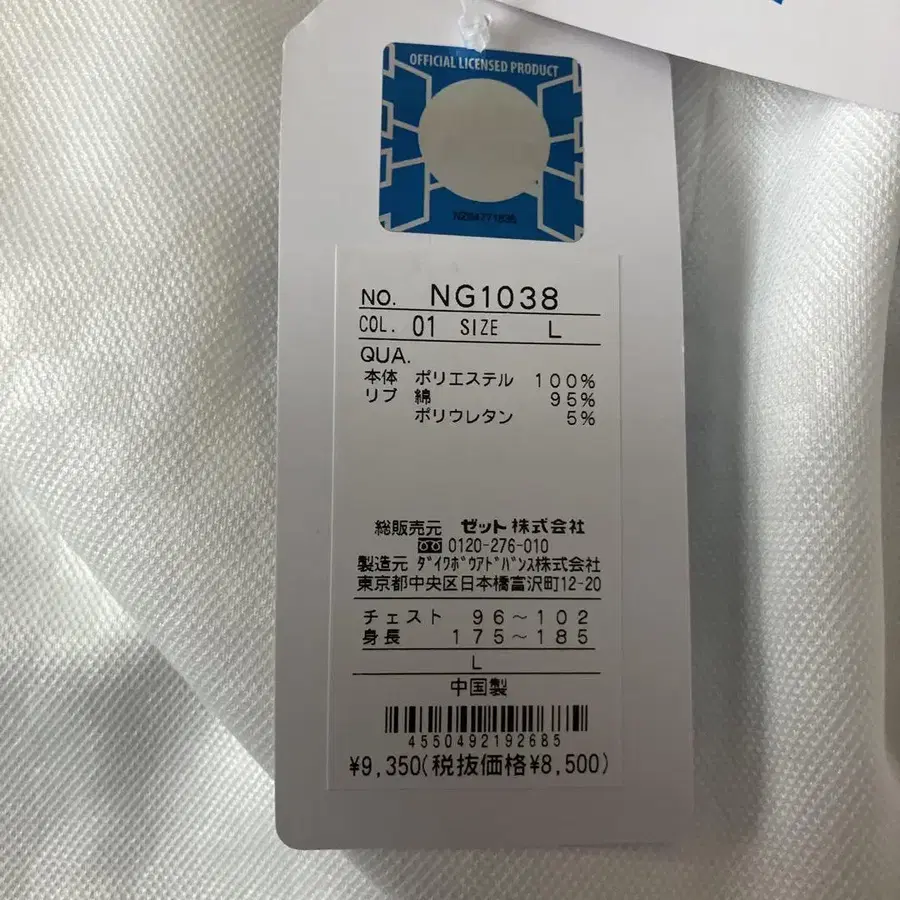 OFFICIAL LICENSED PRODUCT
NO. NG1038
COL. 01 SIZE L
QUA.
本体 ポリエステル 100%
リブ 綿 95%
ポリウレタン 5%
総販売元 ゼット株式会社
0120-276-010
製造元 ダイワボウアドバンス株式会社
東京都中央区日本橋富沢町12-20
チェスト 96～102
身長 175～185
L
中国製
4550492192685
¥9,350(税抜価格¥8,500)